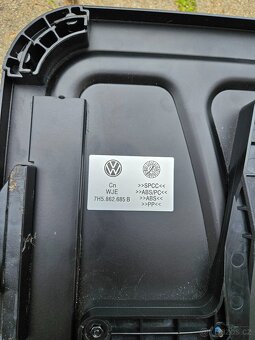 Cn
WJE
7H5.862.685 B
>>SPCC<<
>>ABS/PC<<
>>ABS<<
>>PP<<